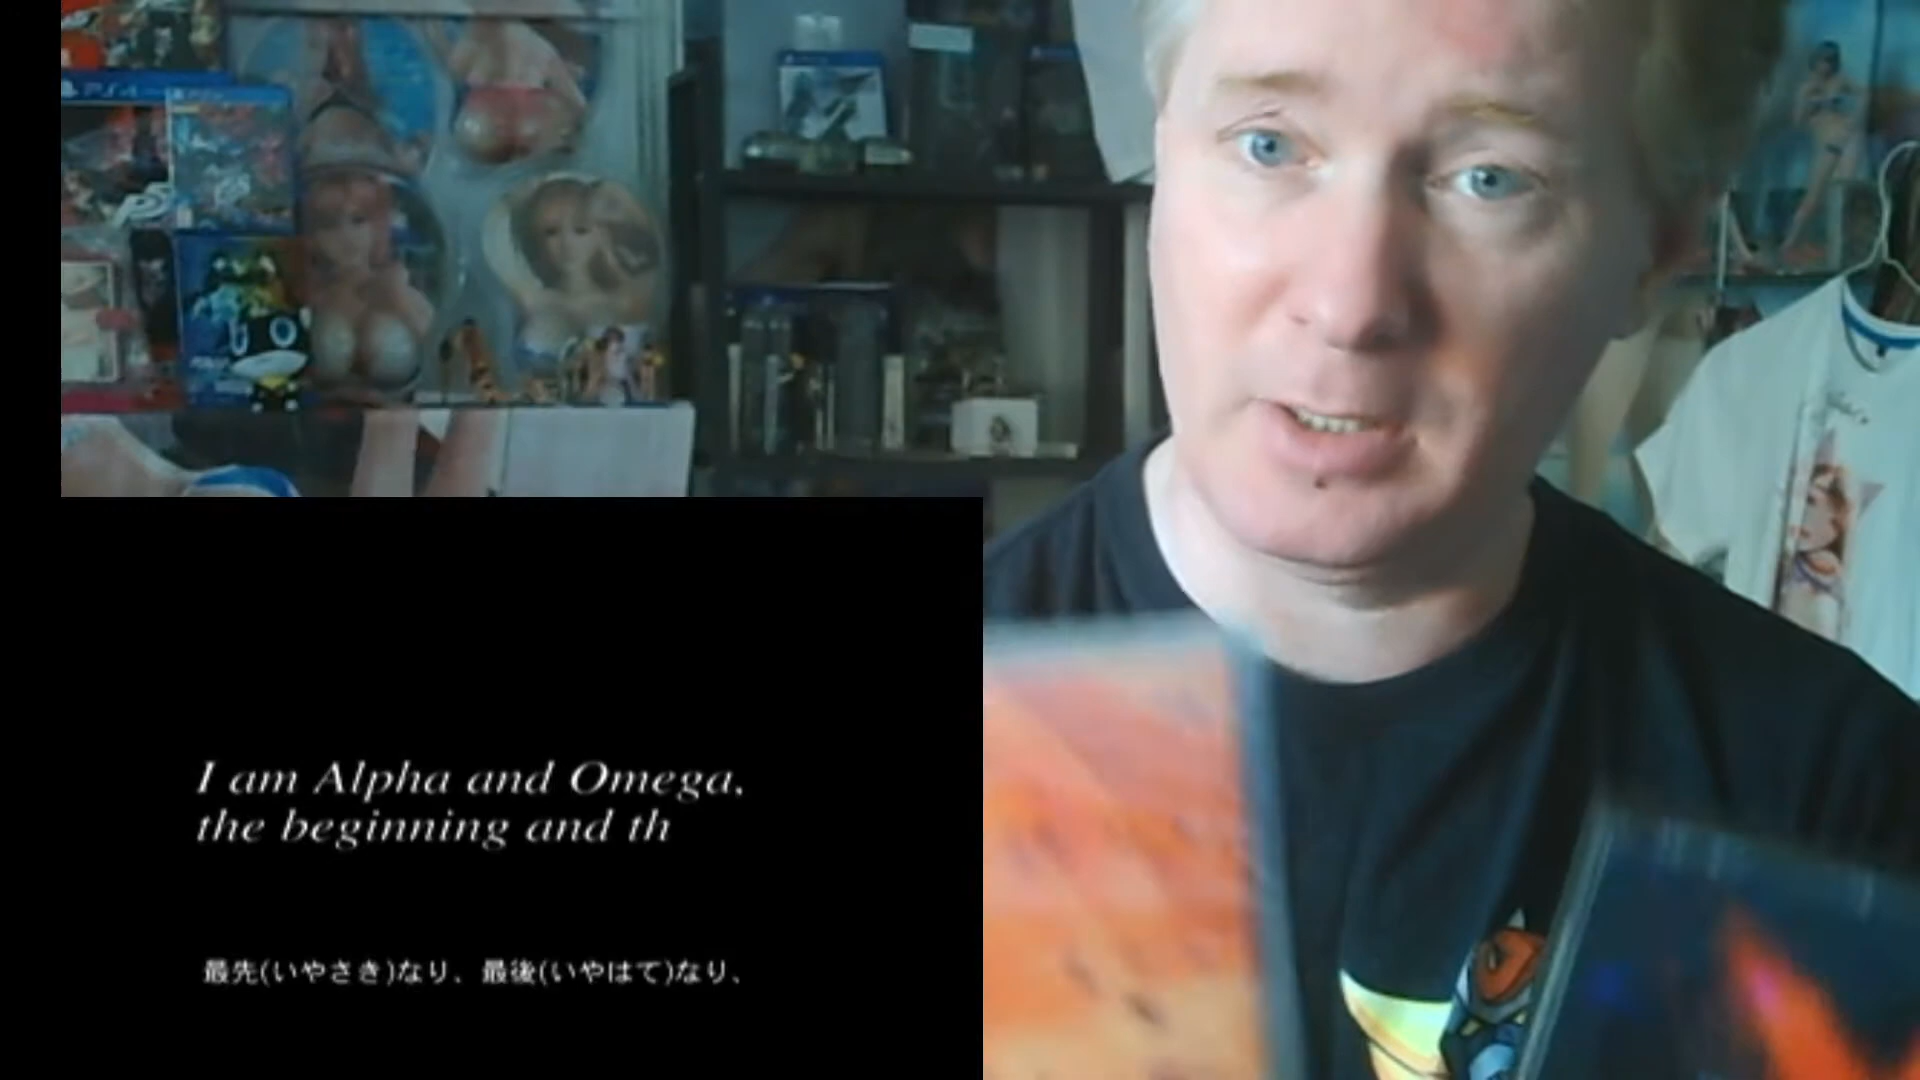 PS4
I am Alpha and Omega,
the beginning and th
最先(いやさき)なり、最後(いやはて)なり、